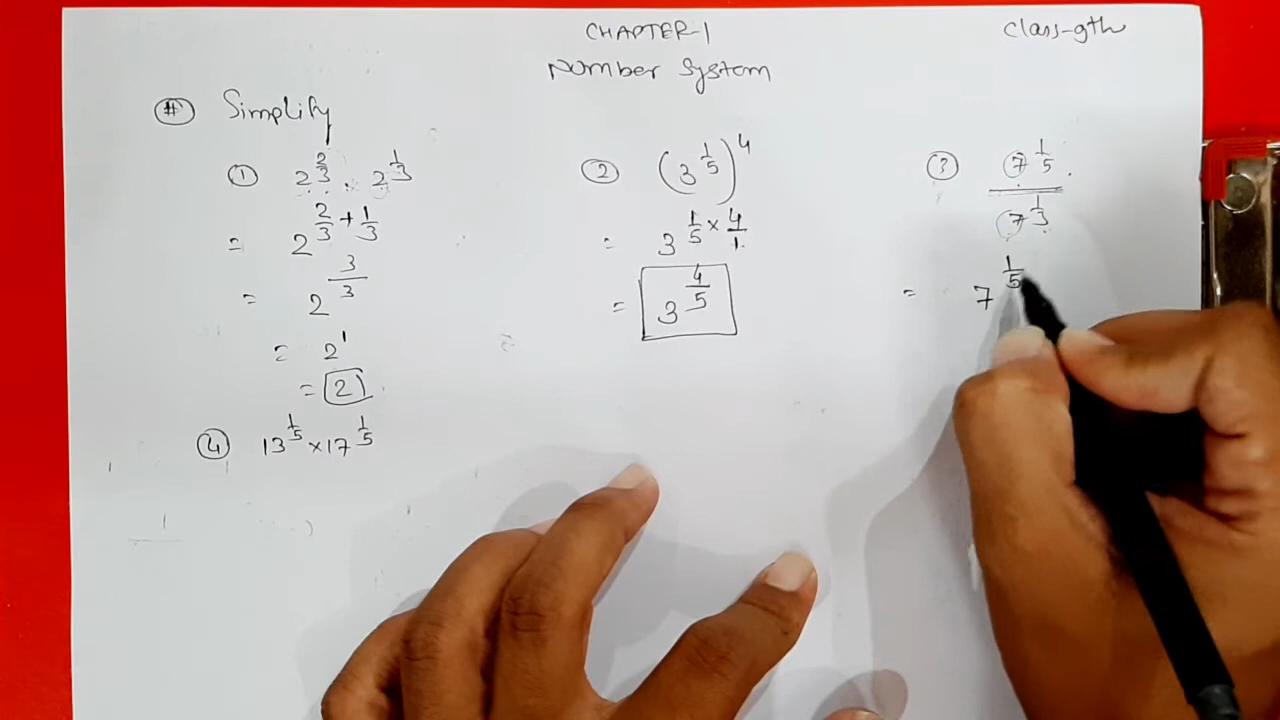 CHAPTER-1
Class-9th
Number System
# Simplify
① 2^(2/3) · 2^(1/3)
= 2^(2/3 + 1/3)
= 2^(3/3)
= 2^1
= 2
② (3^(1/5))^4
= 3^(1/5 × 4/1)
= 3^(4/5)
③ 7^(1/5) / 7^(1/3)
= 7^(1/5)
④ 13^(1/5) × 17^(1/5)